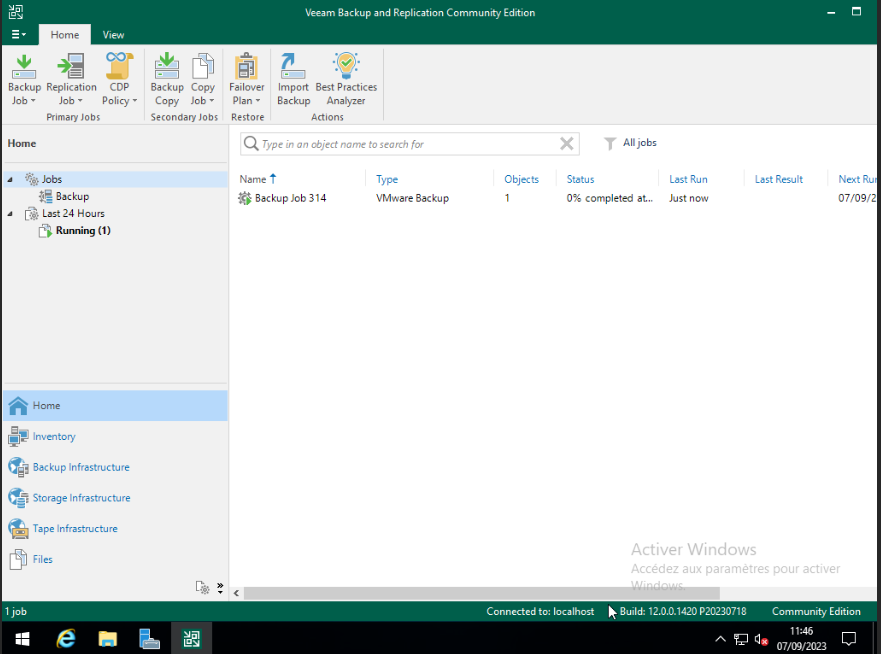 Veeam Backup and Replication Community Edition
Home View
Backup Job
Replication Job
CDP Policy
Backup Copy
Copy Job
Failover Plan
Import Backup
Best Practices Analyzer
Primary Jobs Secondary Jobs Restore Actions
Home
Type in an object name to search for
All jobs
Jobs
Backup
Last 24 Hours
Running (1)
Name Type Objects Status Last Run Last Result Next Run
Backup Job 314 VMware Backup 1 0% completed at... Just now 07/09/2
Home
Inventory
Backup Infrastructure
Storage Infrastructure
Tape Infrastructure
Files
Activer Windows
Accédez aux paramètres pour activer
Windows.
1 job Connected to: localhost Build: 12.0.0.1420 P20230718 Community Edition
11:46
07/09/2023